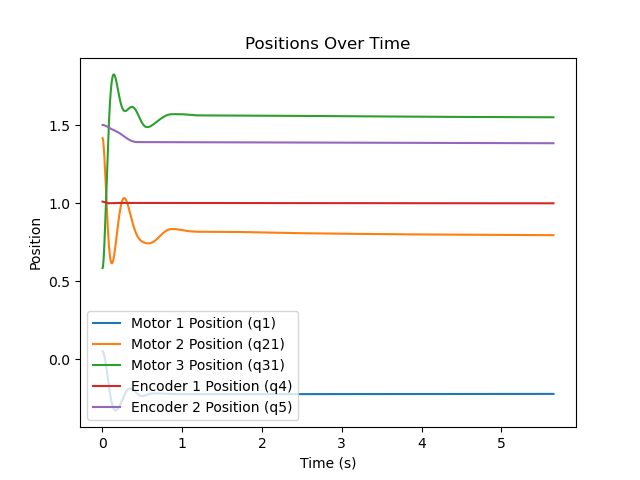 Positions Over Time
Position
1.5
1.0
0.5
0.0
Motor 1 Position (q1)
Motor 2 Position (q21)
Motor 3 Position (q31)
Encoder 1 Position (q4)
Encoder 2 Position (q5)
0 1 2 3 4 5
Time (s)